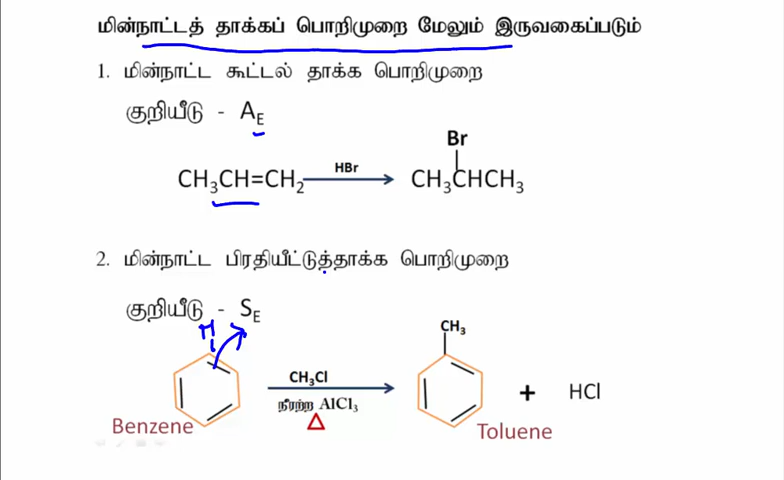 மின்நாட்டத் தாக்கப் பொறிமுறை மேலும் இருவகைப்படும்
1. மின்நாட்ட கூட்டல் தாக்க பொறிமுறை
குறியீடு - AE
Br
CH3CH=CH2 HBr CH3CHCH3
2. மின்நாட்ட பிரதியீட்டுத்தாக்க பொறிமுறை
குறியீடு - SE
H
CH3
CH3Cl
நீரற்ற AlCl3
Δ
+ HCl
Benzene
Toluene